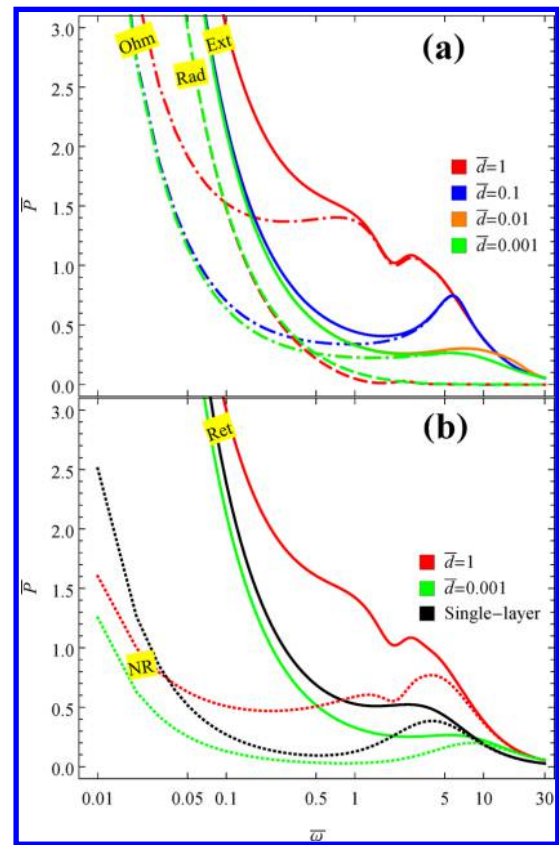 (a)
3.0
2.5
2.0
1.5
1.0
0.5
0.0
P̅
Ohm
Rad
Ext
d̅=1
d̅=0.1
d̅=0.01
d̅=0.001
(b)
3.0
2.5
2.0
1.5
1.0
0.5
0.0
P̅
Ret
NR
d̅=1
d̅=0.001
Single-layer
0.01 0.05 0.1 0.5 1 5 10 30
ω̅